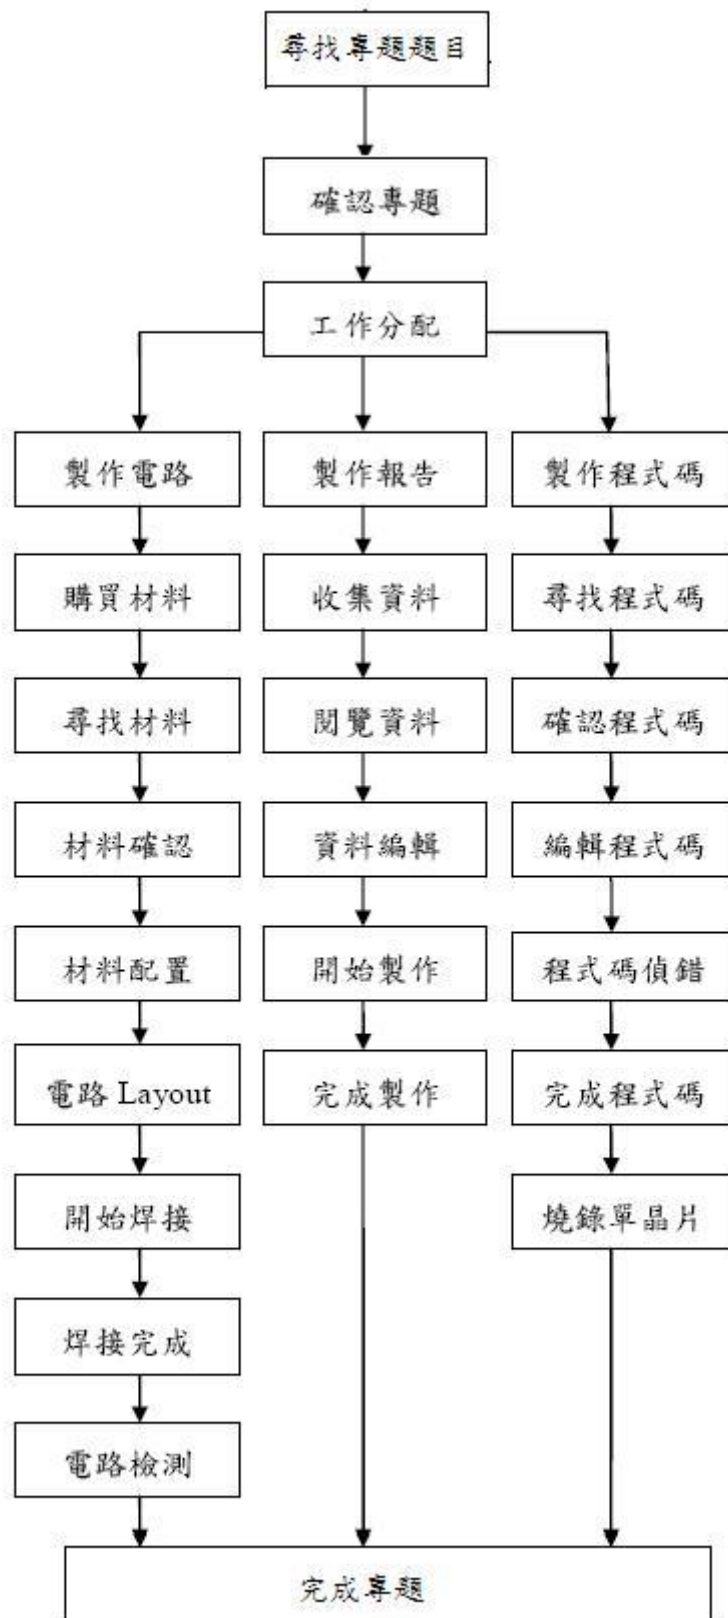 尋找專題題目
確認專題
工作分配
製作電路
購買材料
尋找材料
材料確認
材料配置
電路 Layout
開始焊接
焊接完成
電路檢測
製作報告
收集資料
閱覽資料
資料編輯
開始製作
完成製作
製作程式碼
尋找程式碼
確認程式碼
編輯程式碼
程式碼偵錯
完成程式碼
燒錄單晶片
完成專題